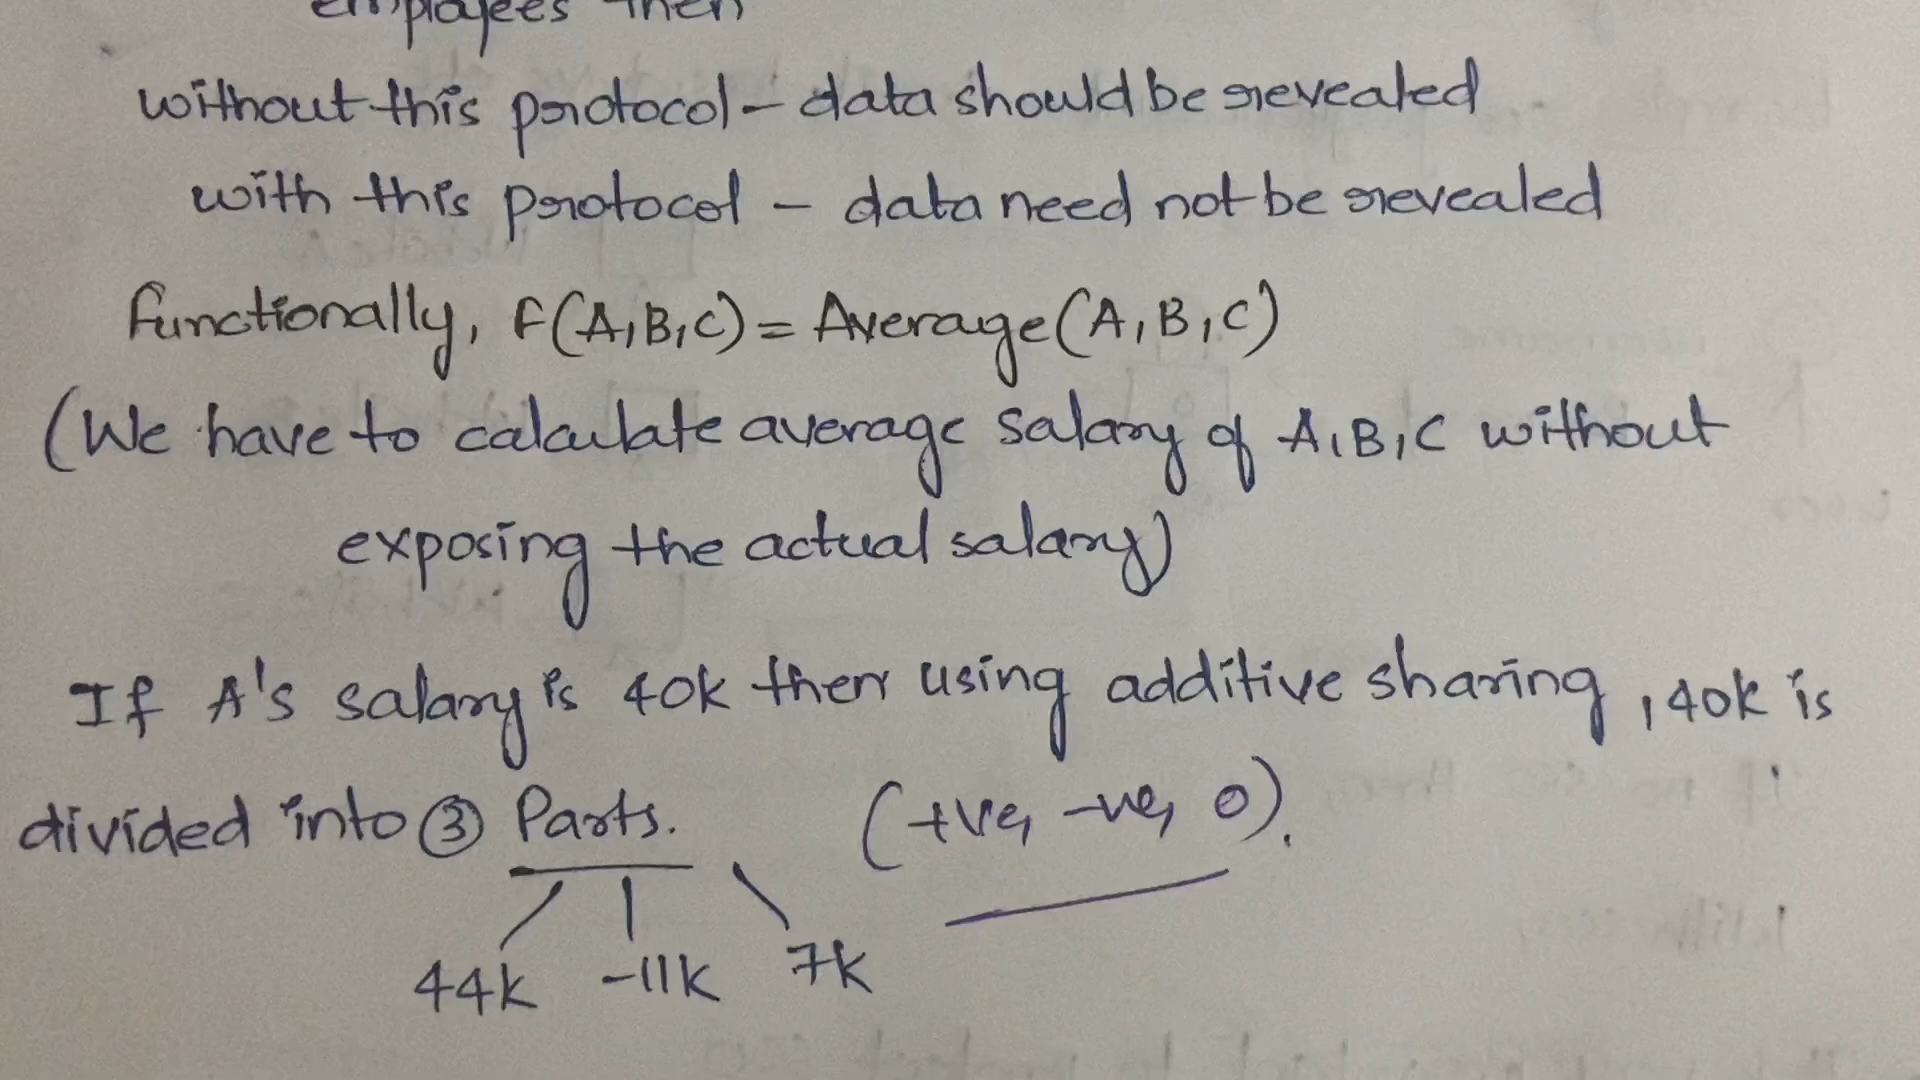 employees then
without this protocol - data should be revealed
with this protocol - data need not be revealed
Functionally, F(A,B,C) = Average(A,B,C)
(We have to calculate average salary of A,B,C without
exposing the actual salary)
If A's salary is 40k then using additive sharing, 40k is
divided into ③ Parts. (+ve, -ve, 0).
44k -11k 7k